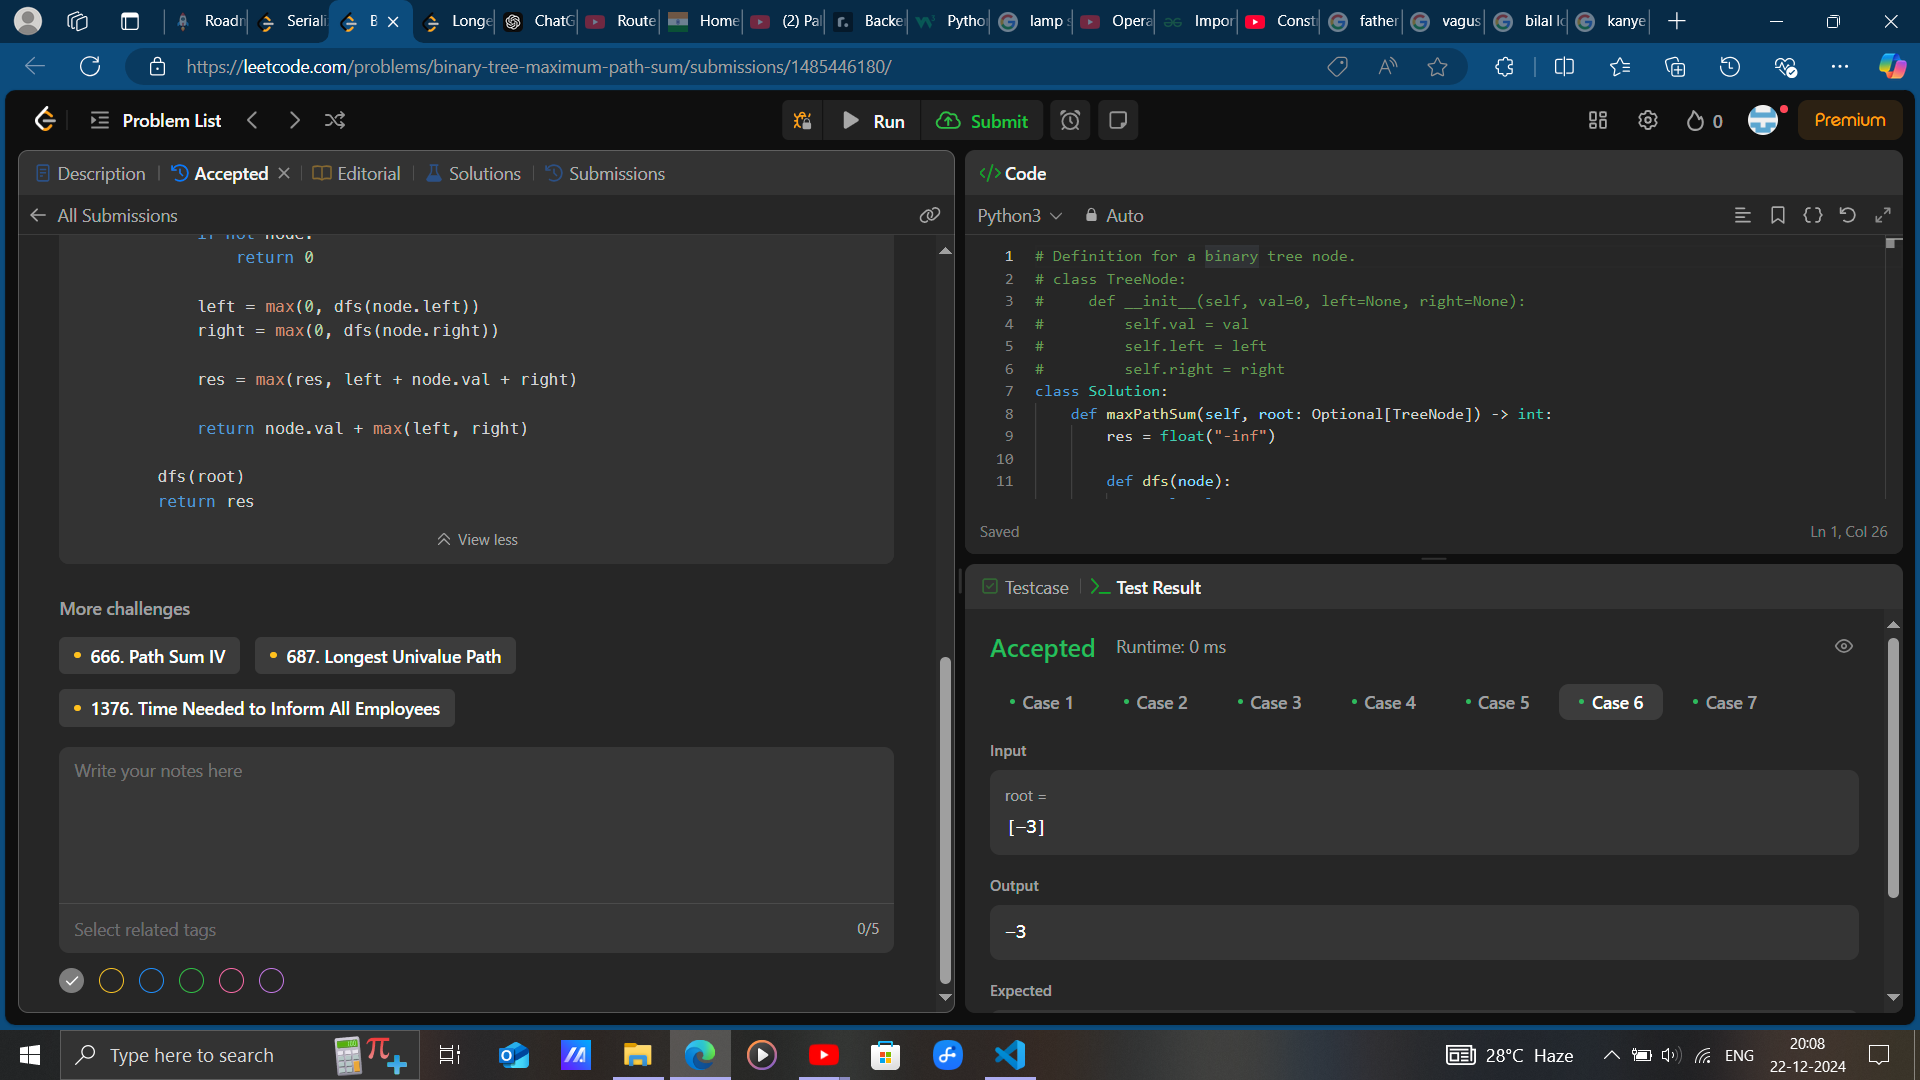 Roadn
Seriali
B
Longe
ChatG
Route
Home
(2) Pal
Backer
Pytho
lamp s
Opera
Impor
Constr
father
vagus
bilal lo
kanye
https://leetcode.com/problems/binary-tree-maximum-path-sum/submissions/1485446180/
Problem List
Run
Submit
0
Premium
Description
Accepted
Editorial
Solutions
Submissions
All Submissions
if not node:
return 0
left = max(0, dfs(node.left))
right = max(0, dfs(node.right))
res = max(res, left + node.val + right)
return node.val + max(left, right)
dfs(root)
return res
View less
More challenges
666. Path Sum IV
687. Longest Univalue Path
1376. Time Needed to Inform All Employees
Write your notes here
Select related tags
0/5
</> Code
Python3
Auto
1 # Definition for a binary tree node.
2 # class TreeNode:
3 #     def __init__(self, val=0, left=None, right=None):
4 #         self.val = val
5 #         self.left = left
6 #         self.right = right
7 class Solution:
8     def maxPathSum(self, root: Optional[TreeNode]) -> int:
9         res = float("-inf")
10
11         def dfs(node):
Saved
Ln 1, Col 26
Testcase
Test Result
Accepted
Runtime: 0 ms
Case 1
Case 2
Case 3
Case 4
Case 5
Case 6
Case 7
Input
root =
[-3]
Output
-3
Expected
Type here to search
28°C Haze
ENG
20:08
22-12-2024